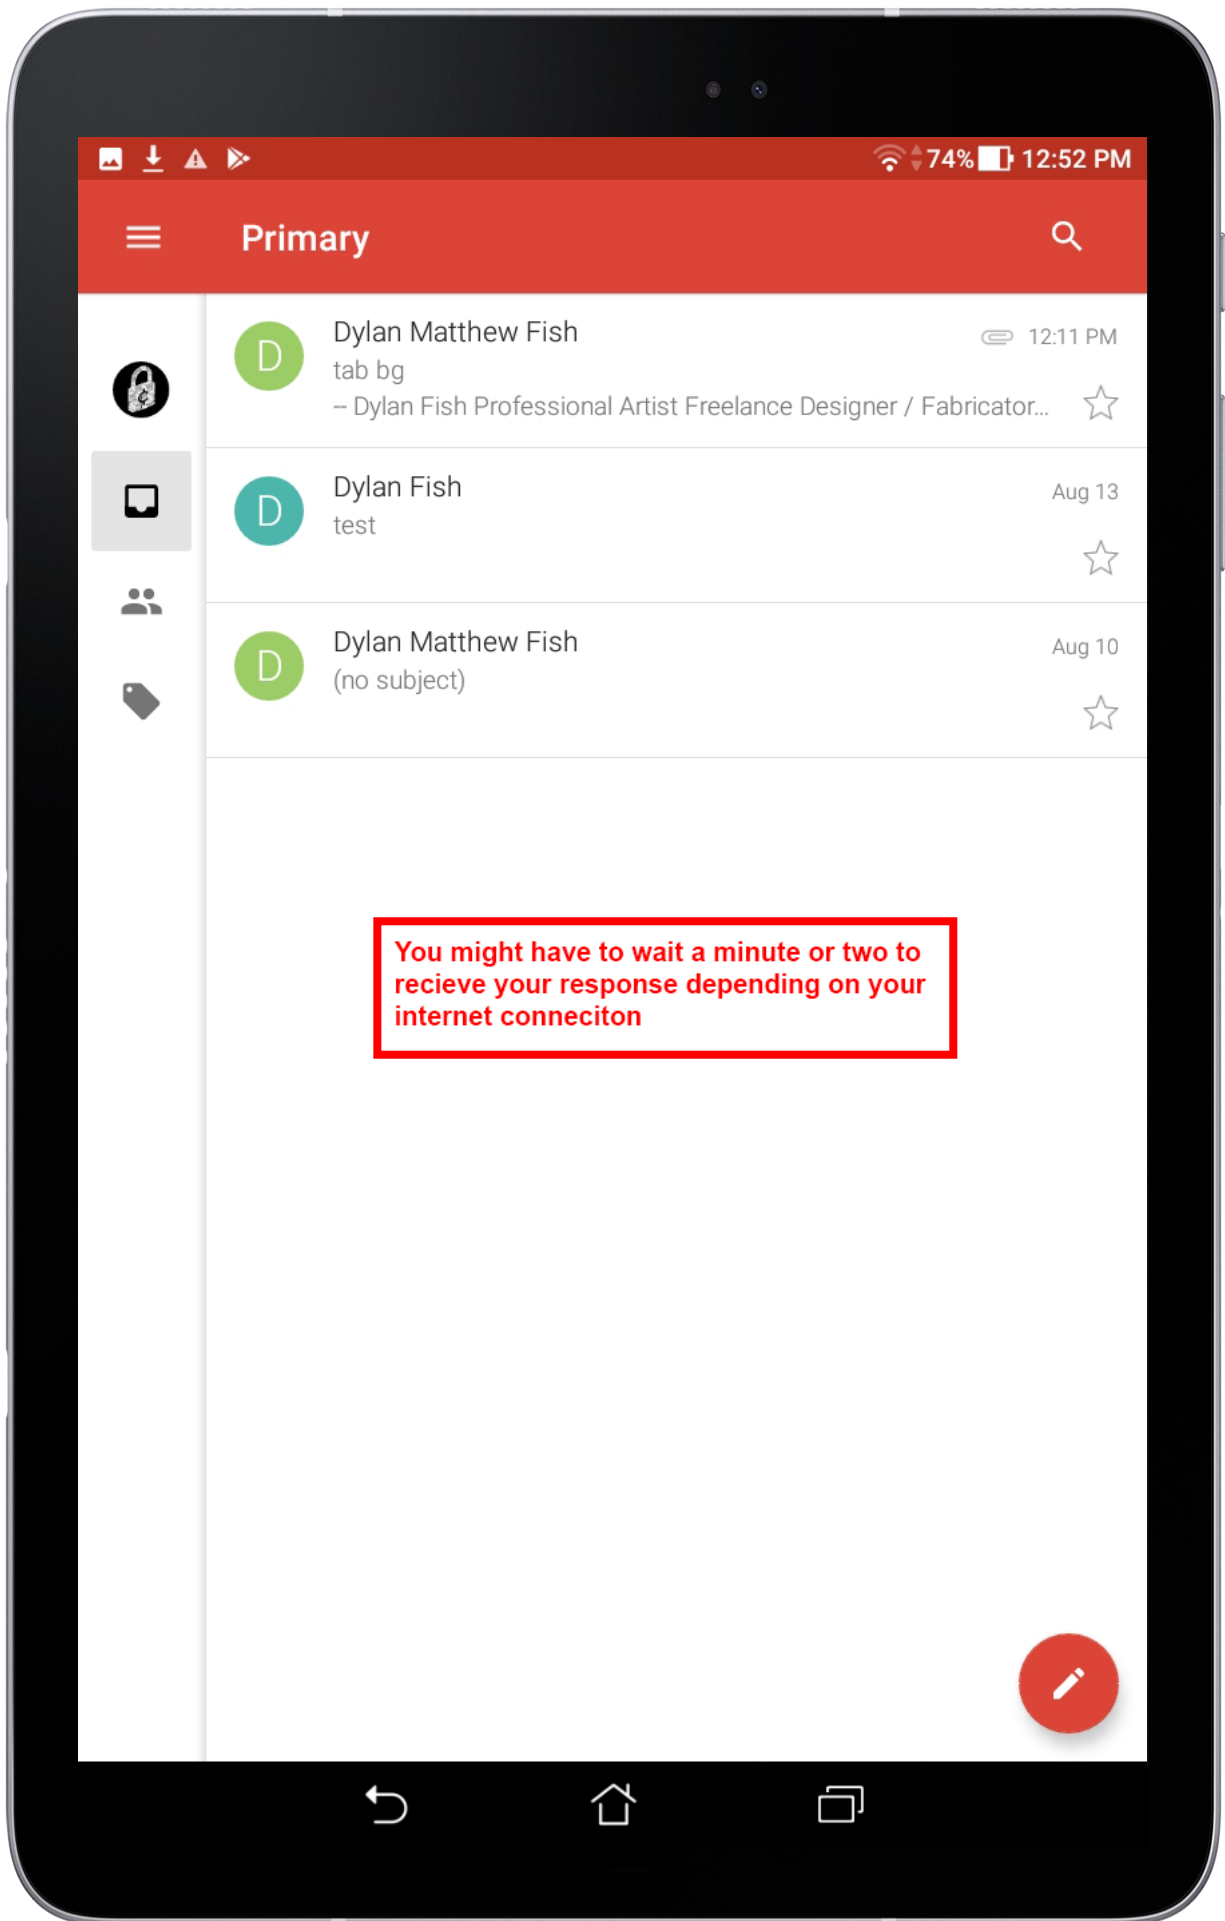 74% 12:52 PM
Primary
D
Dylan Matthew Fish
12:11 PM
tab bg
– Dylan Fish Professional Artist Freelance Designer / Fabricator...
D
Dylan Fish
Aug 13
test
D
Dylan Matthew Fish
Aug 10
(no subject)
You might have to wait a minute or two to
recieve your response depending on your
internet conneciton